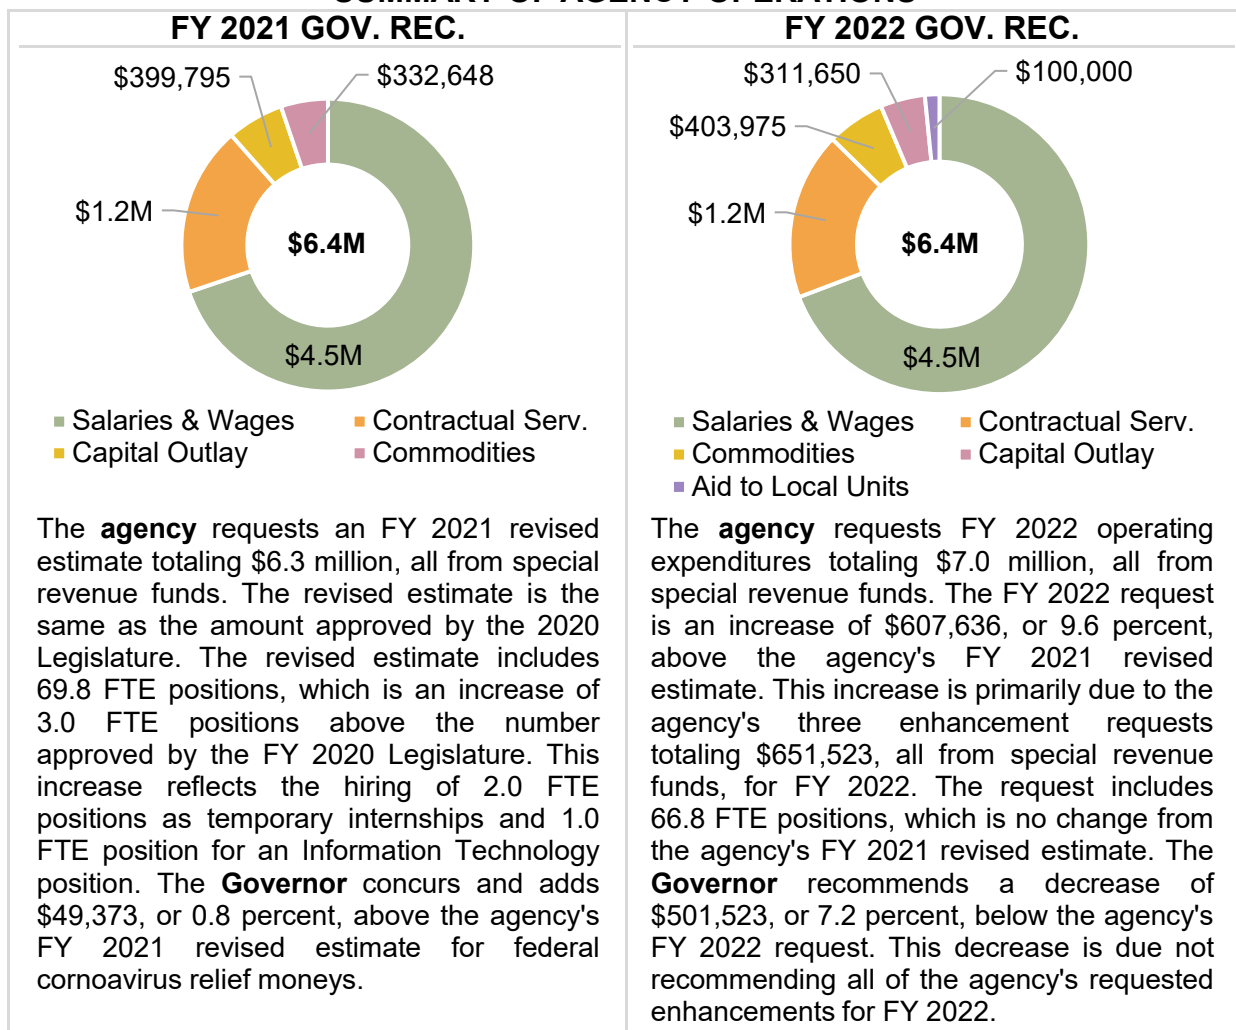 SUMMARY OF AGENCY OPERATIONS
FY 2021 GOV. REC.
$399,795
$332,648
$1.2M
$6.4M
$4.5M
Salaries & Wages
Contractual Serv.
Capital Outlay
Commodities
The agency requests an FY 2021 revised
estimate totaling $6.3 million, all from special
revenue funds. The revised estimate is the
same as the amount approved by the 2020
Legislature. The revised estimate includes
69.8 FTE positions, which is an increase of
3.0 FTE positions above the number
approved by the FY 2020 Legislature. This
increase reflects the hiring of 2.0 FTE
positions as temporary internships and 1.0
FTE position for an Information Technology
position. The Governor concurs and adds
$49,373, or 0.8 percent, above the agency's
FY 2021 revised estimate for federal
cornoavirus relief moneys.
FY 2022 GOV. REC.
$311,650
$100,000
$403,975
$1.2M
$6.4M
$4.5M
Salaries & Wages
Contractual Serv.
Commodities
Capital Outlay
Aid to Local Units
The agency requests FY 2022 operating
expenditures totaling $7.0 million, all from
special revenue funds. The FY 2022 request
is an increase of $607,636, or 9.6 percent,
above the agency's FY 2021 revised
estimate. This increase is primarily due to the
agency's three enhancement requests
totaling $651,523, all from special revenue
funds, for FY 2022. The request includes
66.8 FTE positions, which is no change from
the agency's FY 2021 revised estimate. The
Governor recommends a decrease of
$501,523, or 7.2 percent, below the agency's
FY 2022 request. This decrease is due not
recommending all of the agency's requested
enhancements for FY 2022.